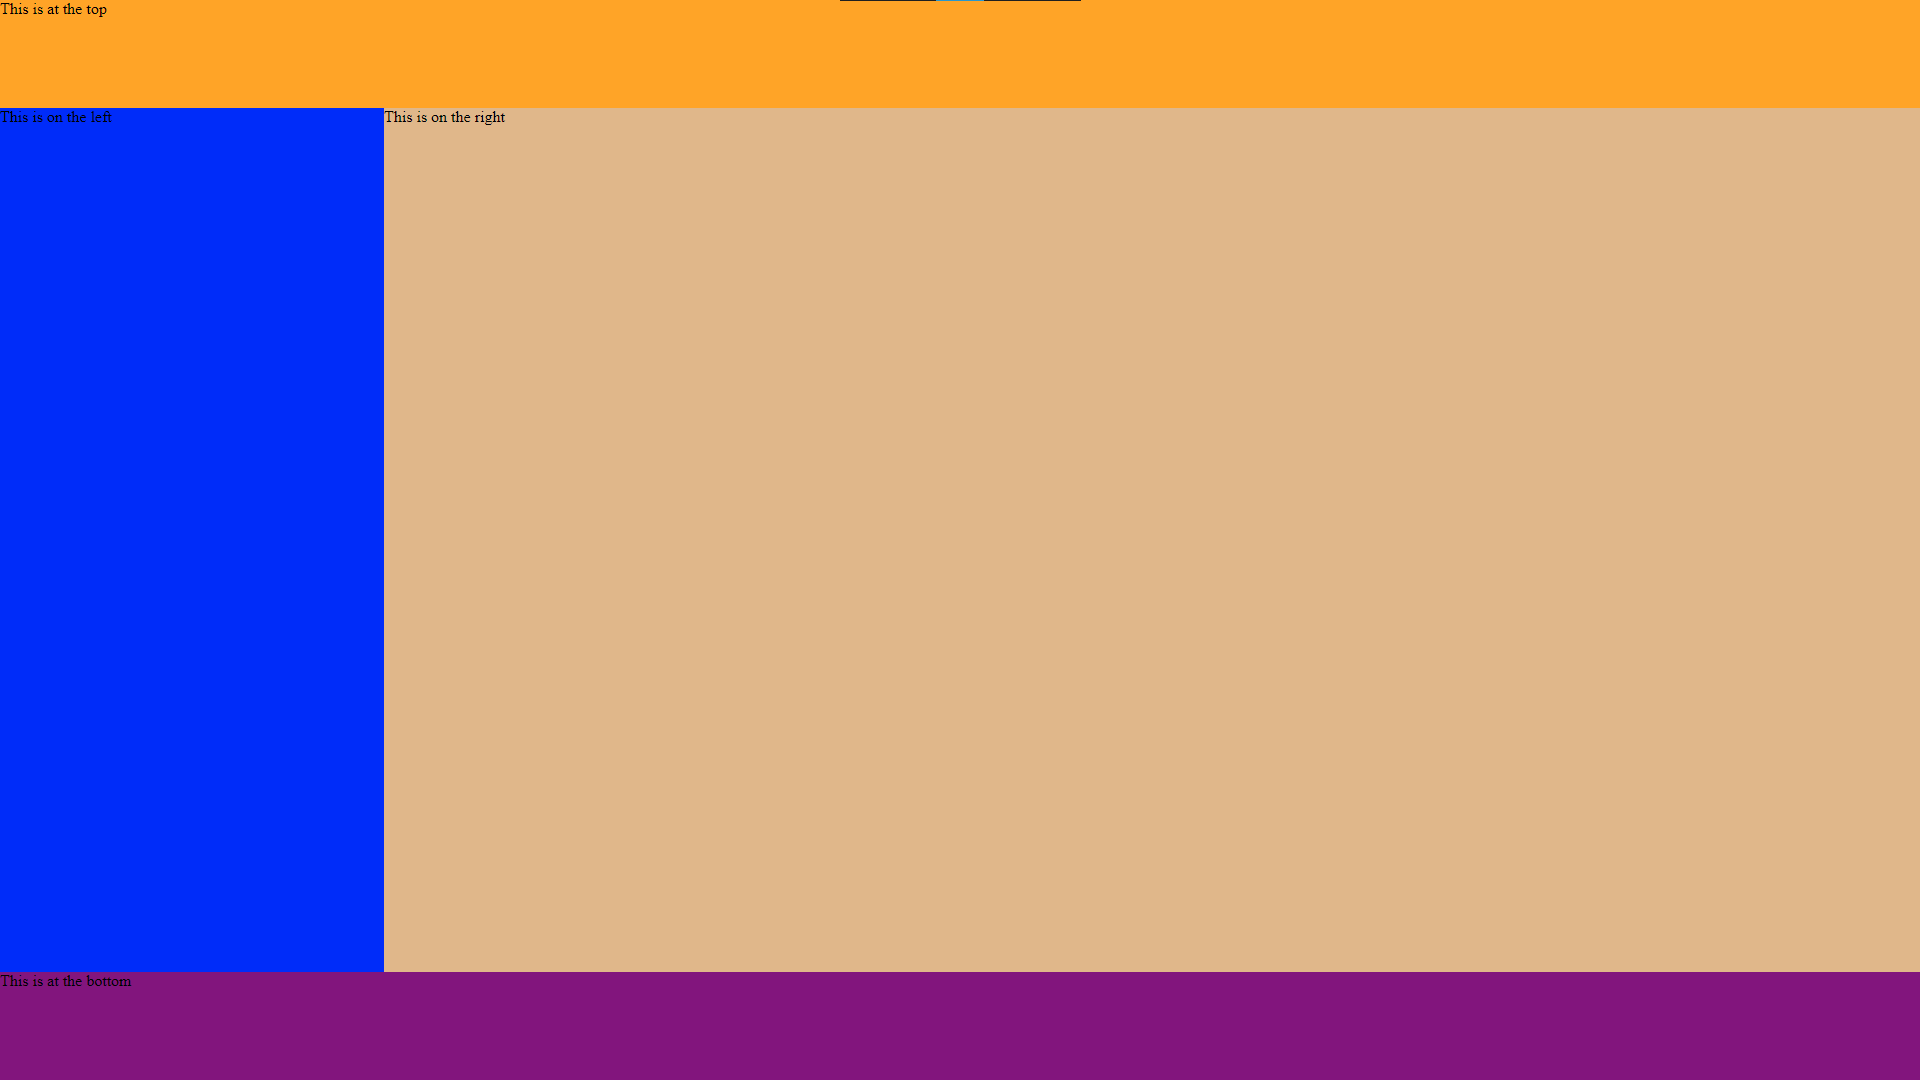 This is at the top
This is on the left
This is on the right
This is at the bottom